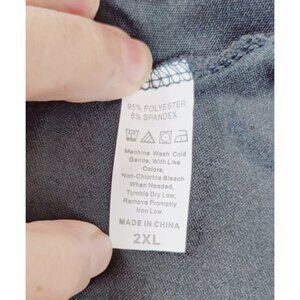 95% POLYESTER
5% SPANDEX
Machine Wash Cold
Gentle, With Like
Colors,
Non-Chlorine Bleach
When Needed.
Tumble Dry Low,
Remove Promptly
Iron Low.
MADE IN CHINA
2XL